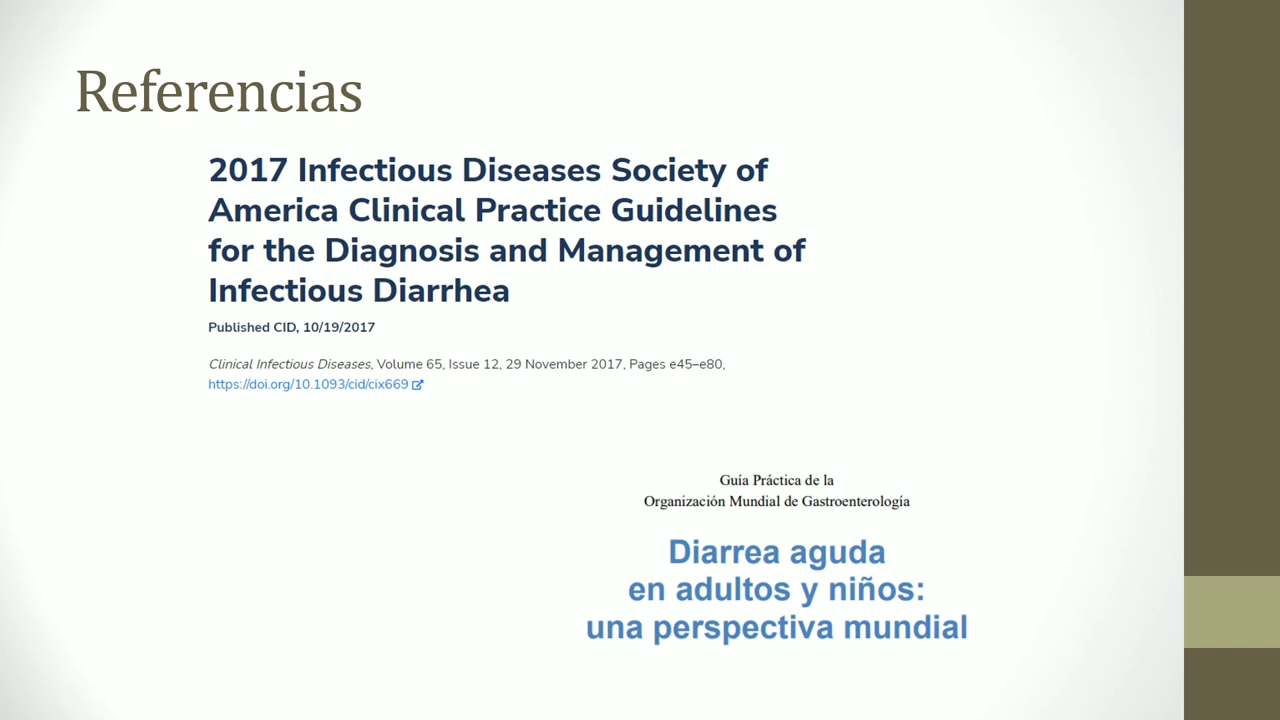 Referencias
2017 Infectious Diseases Society of
America Clinical Practice Guidelines
for the Diagnosis and Management of
Infectious Diarrhea
Published CID, 10/19/2017
Clinical Infectious Diseases, Volume 65, Issue 12, 29 November 2017, Pages e45–e80,
https://doi.org/10.1093/cid/cix669
Guía Práctica de la
Organización Mundial de Gastroenterología
Diarrea aguda
en adultos y niños:
una perspectiva mundial